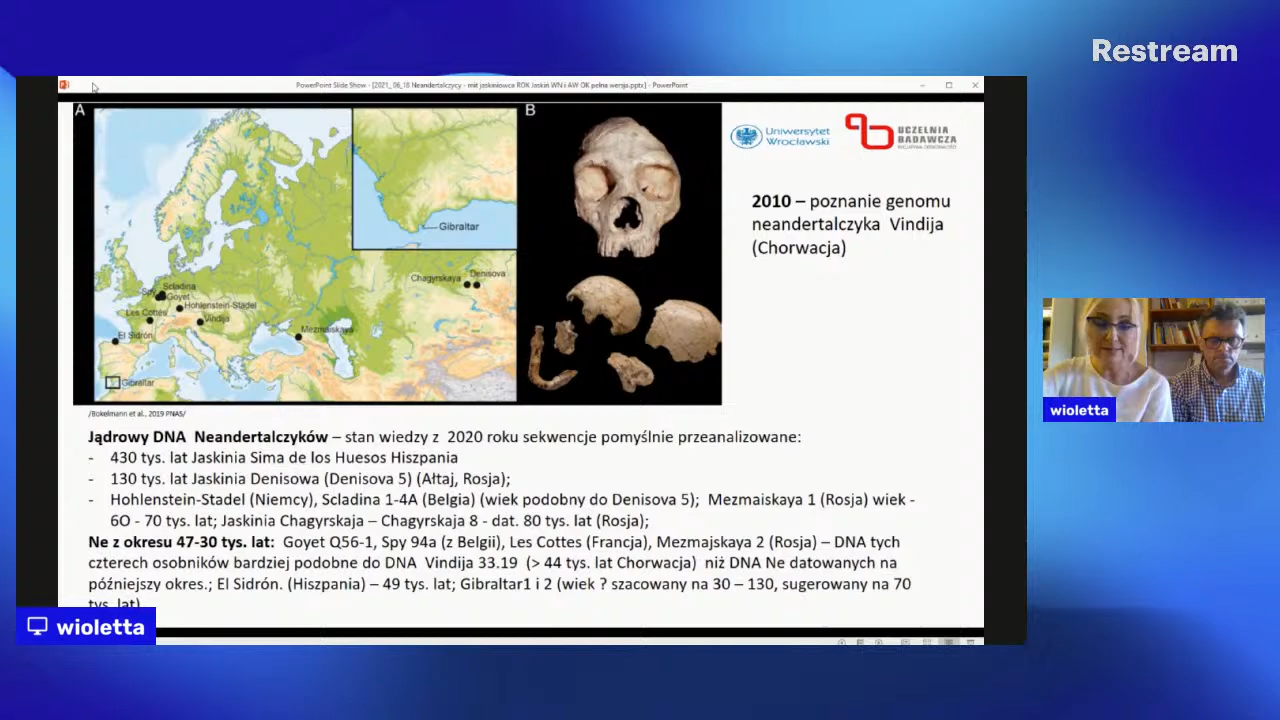 Restream
PowerPoint Slide Show - [2021_06_18 Neandertalczycy - mit jaskiniowca ROK Jaskiń WN i AW OK pełna wersja.pptx] - PowerPoint
A
B
Gibraltar
Chagyrskaya
Denisova
Scladina
Spy
Goyet
Hohlenstein-Stadel
Les Cottés
Vindija
Mezmaiskaya
El Sidrón
Gibraltar
Uniwersytet
Wrocławski
UCZELNIA
BADAWCZA
2010 – poznanie genomu
neandertalczyka Vindija
(Chorwacja)
/Bokelmann et al., 2019 PNAS/
Jądrowy DNA Neandertalczyków – stan wiedzy z 2020 roku sekwencje pomyślnie przeanalizowane:
- 430 tys. lat Jaskinia Sima de los Huesos Hiszpania
- 130 tys. lat Jaskinia Denisowa (Denisova 5) (Ałtaj, Rosja);
- Hohlenstein-Stadel (Niemcy), Scladina 1-4A (Belgia) (wiek podobny do Denisova 5); Mezmaiskaya 1 (Rosja) wiek -
6O - 70 tys. lat; Jaskinia Chagyrskaja – Chagyrskaja 8 - dat. 80 tys. lat (Rosja);
Ne z okresu 47-30 tys. lat: Goyet Q56-1, Spy 94a (z Belgii), Les Cottes (Francja), Mezmajskaya 2 (Rosja) – DNA tych
czterech osobników bardziej podobne do DNA Vindija 33.19 (> 44 tys. lat Chorwacja) niż DNA Ne datowanych na
późniejszy okres.; El Sidrón. (Hiszpania) – 49 tys. lat; Gibraltar1 i 2 (wiek ? szacowany na 30 – 130, sugerowany na 70
tys. lat)
wioletta
wioletta